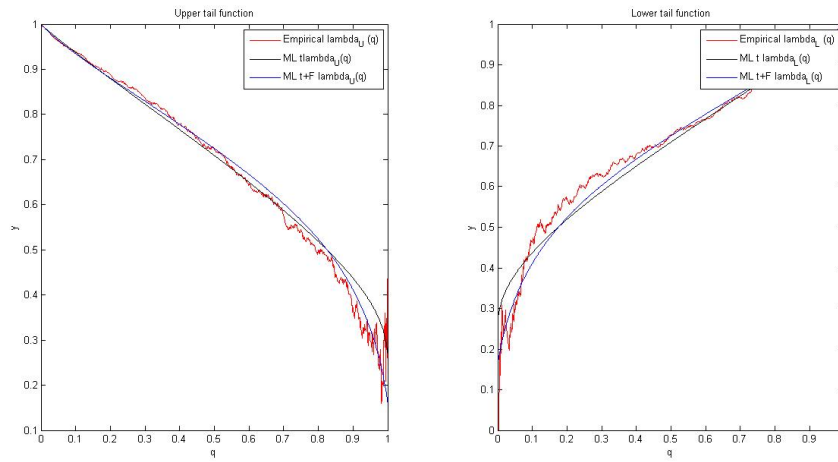 Upper tail function
Empirical lambda_U (q)
ML tlambda_U(q)
ML t+F lambda_U(q)
1
0.9
0.8
0.7
0.6
0.5
0.4
0.3
0.2
0.1
y
0 0.1 0.2 0.3 0.4 0.5 0.6 0.7 0.8 0.9 1
q
Lower tail function
Empirical lambda_L (q)
ML t lambda_L(q)
ML t+F lambda_L(q)
1
0.9
0.8
0.7
0.6
0.5
0.4
0.3
0.2
0.1
0
y
0 0.1 0.2 0.3 0.4 0.5 0.6 0.7 0.8 0.9
q